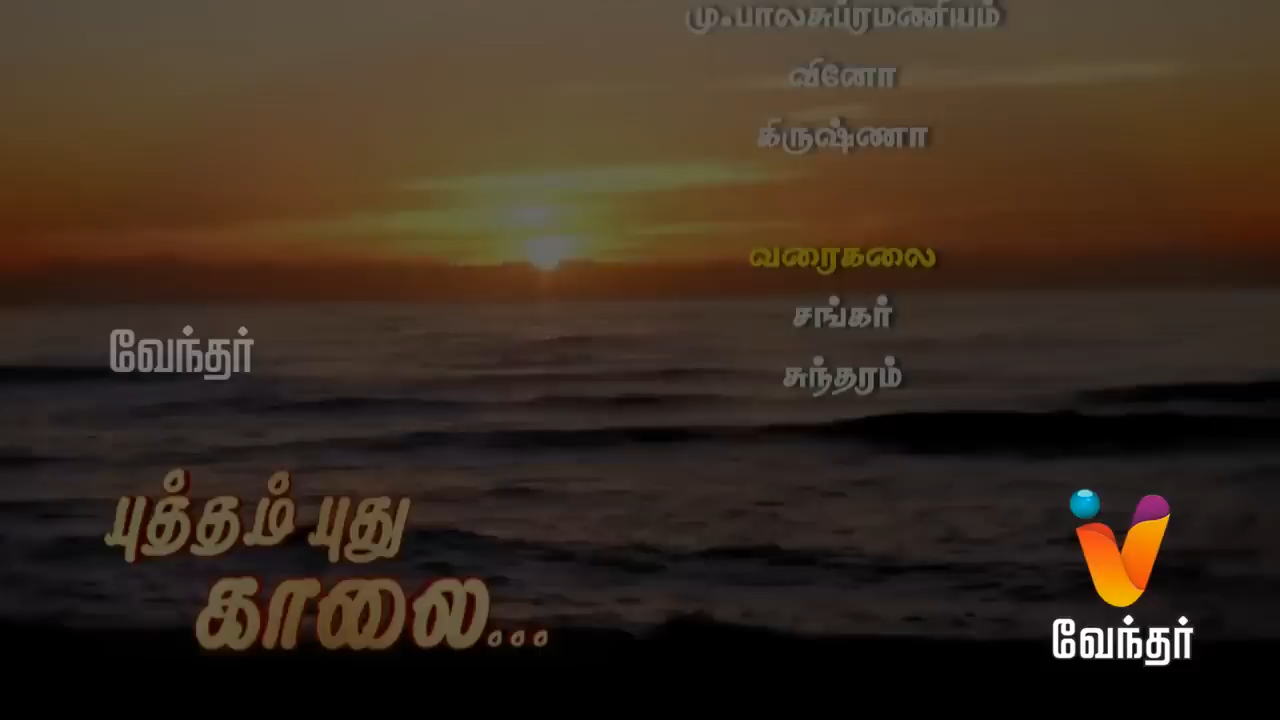 மு.பாலசுப்ரமணியம்
வினோ
கிருஷ்ணா
வரைகலை
சங்கர்
சுந்தரம்
வேந்தர்
புத்தம் புது
காலை...
வேந்தர்